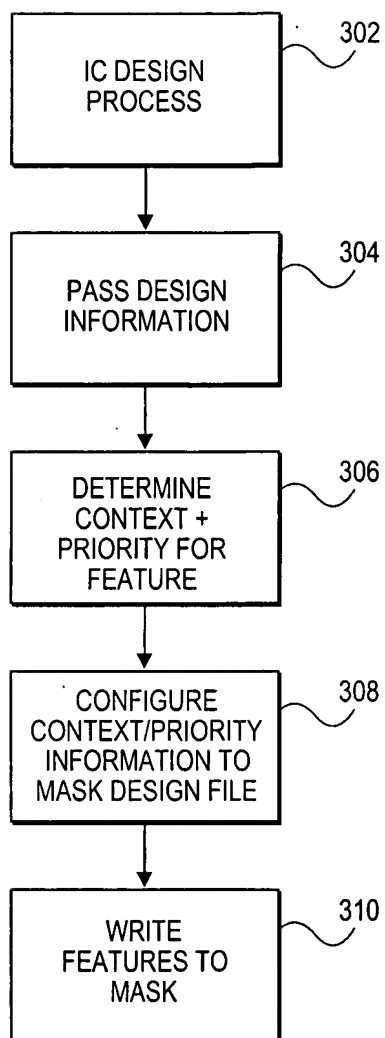 302
IC DESIGN
PROCESS
304
PASS DESIGN
INFORMATION
306
DETERMINE
CONTEXT +
PRIORITY FOR
FEATURE
308
CONFIGURE
CONTEXT/PRIORITY
INFORMATION TO
MASK DESIGN FILE
310
WRITE
FEATURES TO
MASK